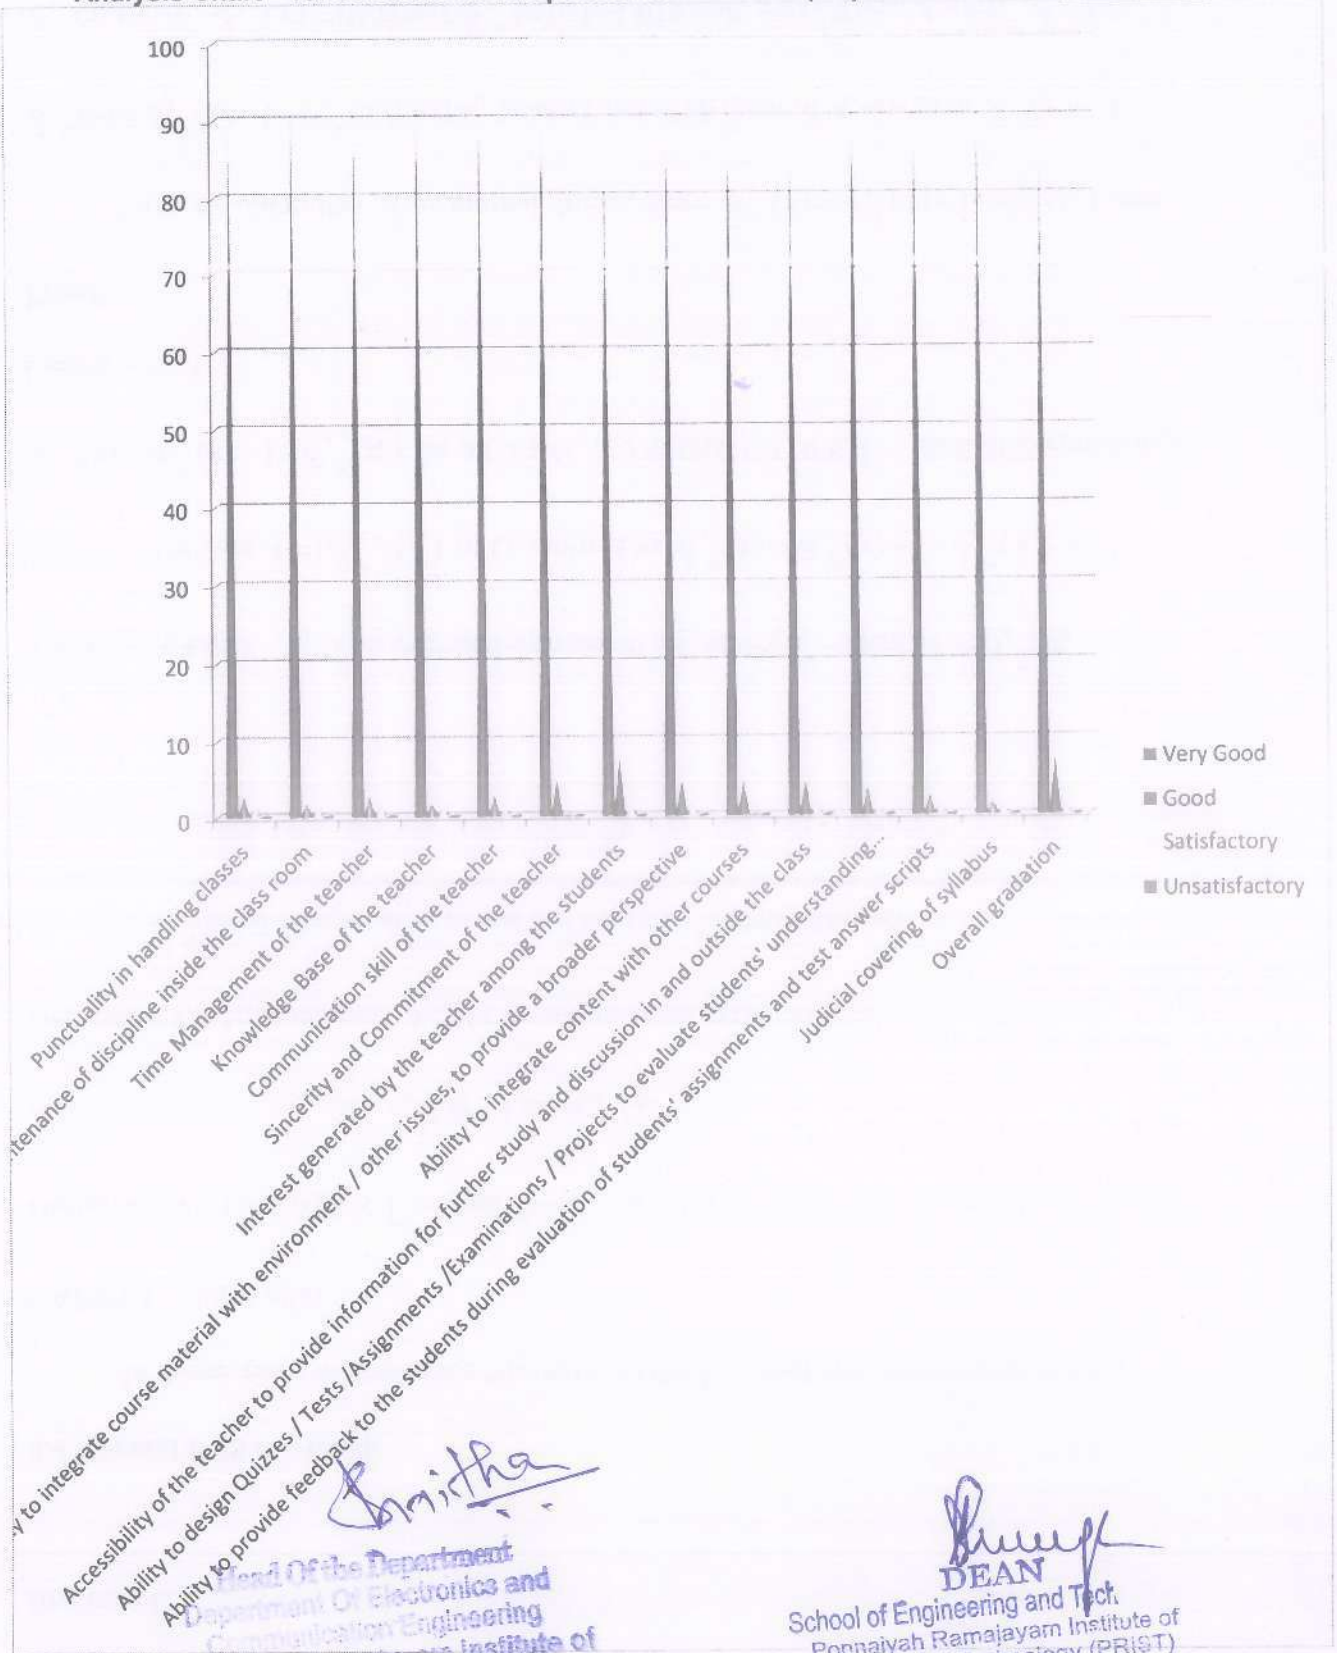 100
90
80
70
60
50
40
30
20
10
0
Very Good
Good
Satisfactory
Unsatisfactory
Punctuality in handling classes
tenance of discipline inside the class room
Time Management of the teacher
Knowledge Base of the teacher
Communication skill of the teacher
Sincerity and Commitment of the teacher
Interest generated by the teacher among the students
y to integrate course material with environment / other issues, to provide a broader perspective
Ability to integrate content with other courses
Accessibility of the teacher to provide information for further study and discussion in and outside the class
Ability to design Quizzes / Tests /Assignments /Examinations / Projects to evaluate students' understanding...
Ability to provide feedback to the students during evaluation of students' assignments and test answer scripts
Judicial covering of syllabus
Overall gradation
Head Of the Department
Department Of Electronics and
Communication Engineering
Institute of
DEAN
School of Engineering and Tech.
Ponnaiyah Ramajayam Institute of
(PRIST)